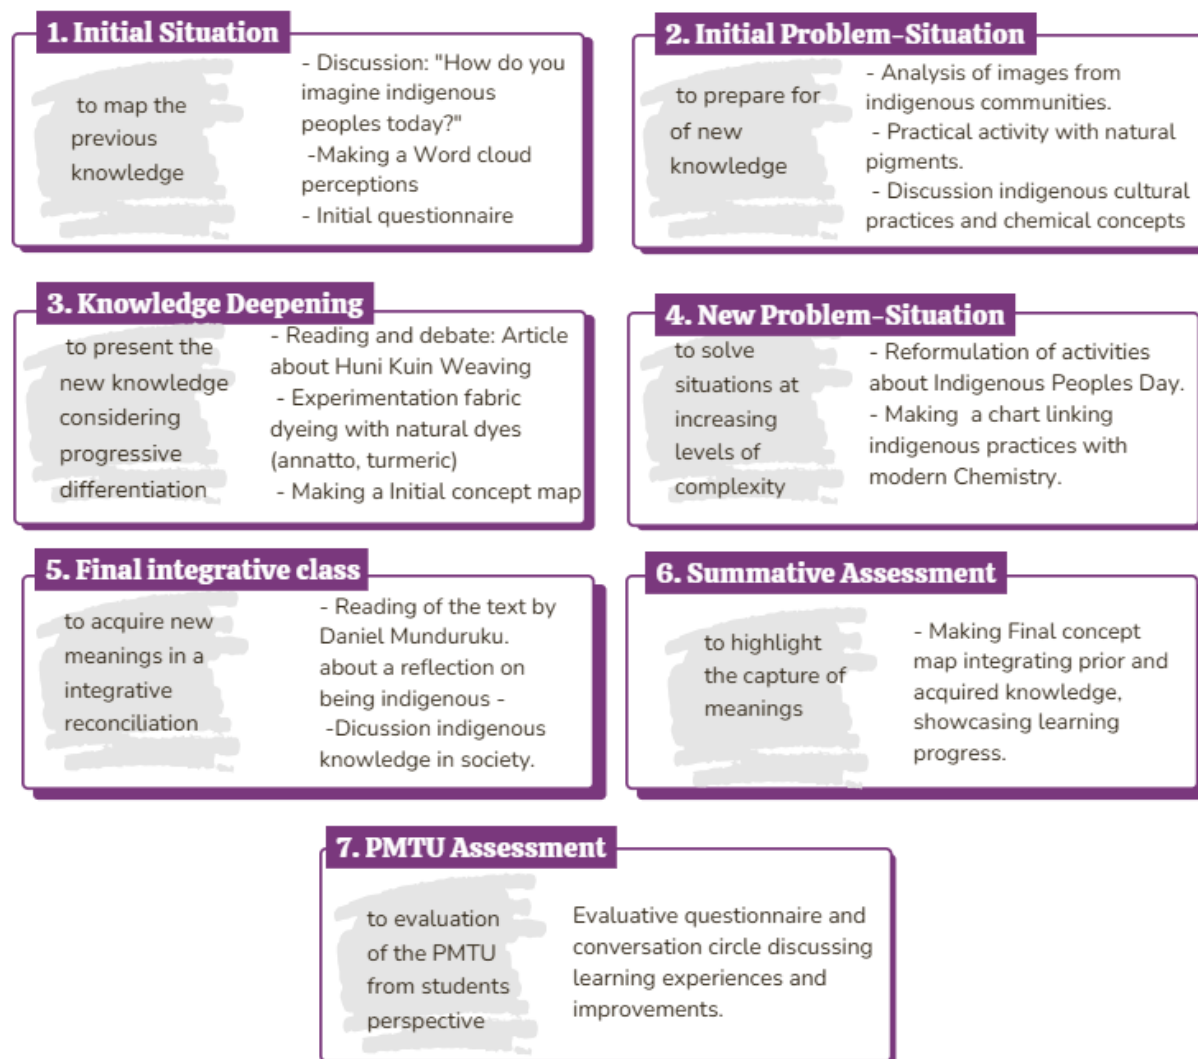 1. Initial Situation
to map the
previous
knowledge
- Discussion: "How do you
imagine indigenous
peoples today?"
-Making a Word cloud
perceptions
- Initial questionnaire
2. Initial Problem-Situation
to prepare for
of new
knowledge
- Analysis of images from
indigenous communities.
- Practical activity with natural
pigments.
- Discussion indigenous cultural
practices and chemical concepts
3. Knowledge Deepening
to present the
new knowledge
considering
progressive
differentiation
- Reading and debate: Article
about Huni Kuin Weaving
- Experimentation fabric
dyeing with natural dyes
(annatto, turmeric)
- Making a Initial concept map
4. New Problem-Situation
to solve
situations at
increasing
levels of
complexity
- Reformulation of activities
about Indigenous Peoples Day.
- Making a chart linking
indigenous practices with
modern Chemistry.
5. Final integrative class
to acquire new
meanings in a
integrative
reconciliation
- Reading of the text by
Daniel Munduruku.
about a reflection on
being indigenous -
-Dicussion indigenous
knowledge in society.
6. Summative Assessment
to highlight
the capture of
meanings
- Making Final concept
map integrating prior and
acquired knowledge,
showcasing learning
progress.
7. PMTU Assessment
to evaluation
of the PMTU
from students
perspective
Evaluative questionnaire and
conversation circle discussing
learning experiences and
improvements.